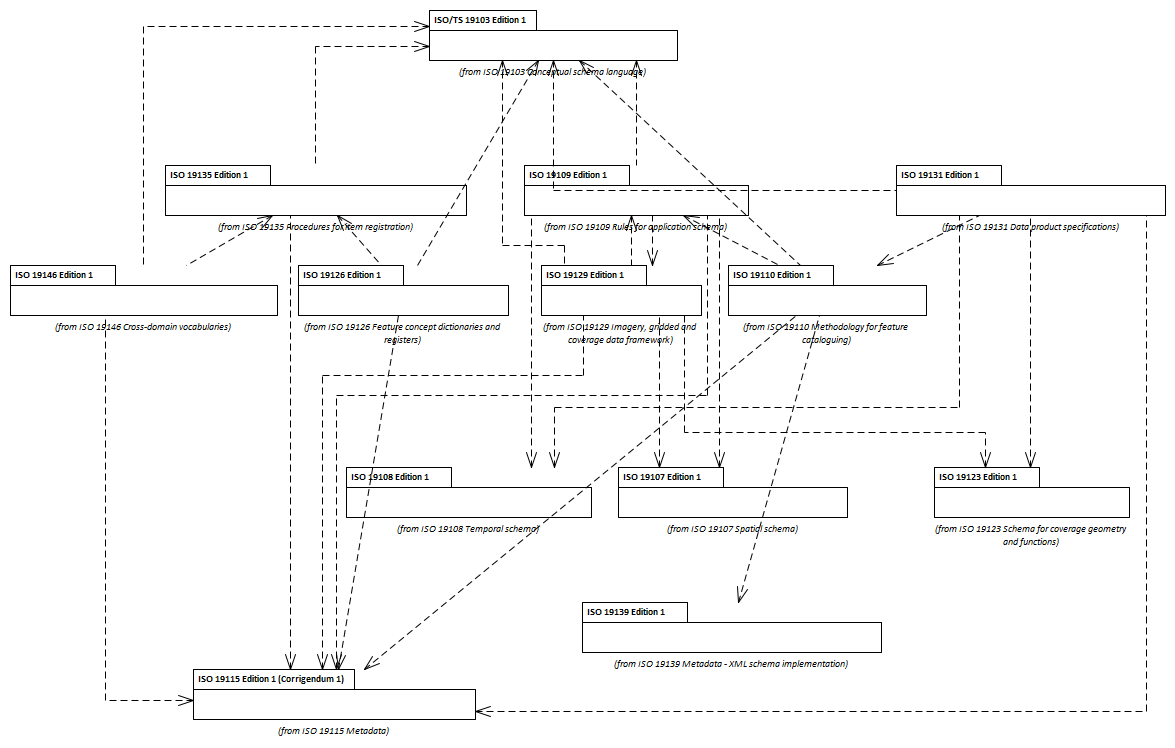 ISO/TS 19103 Edition 1
(from ISO 19103 Conceptual schema language)
ISO 19135 Edition 1
(from ISO 19135 Procedures for item registration)
ISO 19109 Edition 1
(from ISO 19109 Rules for application schema)
ISO 19131 Edition 1
(from ISO 19131 Data product specifications)
ISO 19146 Edition 1
(from ISO 19146 Cross-domain vocabularies)
ISO 19126 Edition 1
(from ISO 19126 Feature concept dictionaries and
registers)
ISO 19129 Edition 1
(from ISO 19129 Imagery, gridded and
coverage data framework)
ISO 19110 Edition 1
(from ISO 19110 Methodology for feature
cataloguing)
ISO 19108 Edition 1
(from ISO 19108 Temporal schema)
ISO 19107 Edition 1
(from ISO 19107 Spatial schema)
ISO 19123 Edition 1
(from ISO 19123 Schema for coverage geometry
and functions)
ISO 19139 Edition 1
(from ISO 19139 Metadata - XML schema implementation)
ISO 19115 Edition 1 (Corrigendum 1)
(from ISO 19115 Metadata)